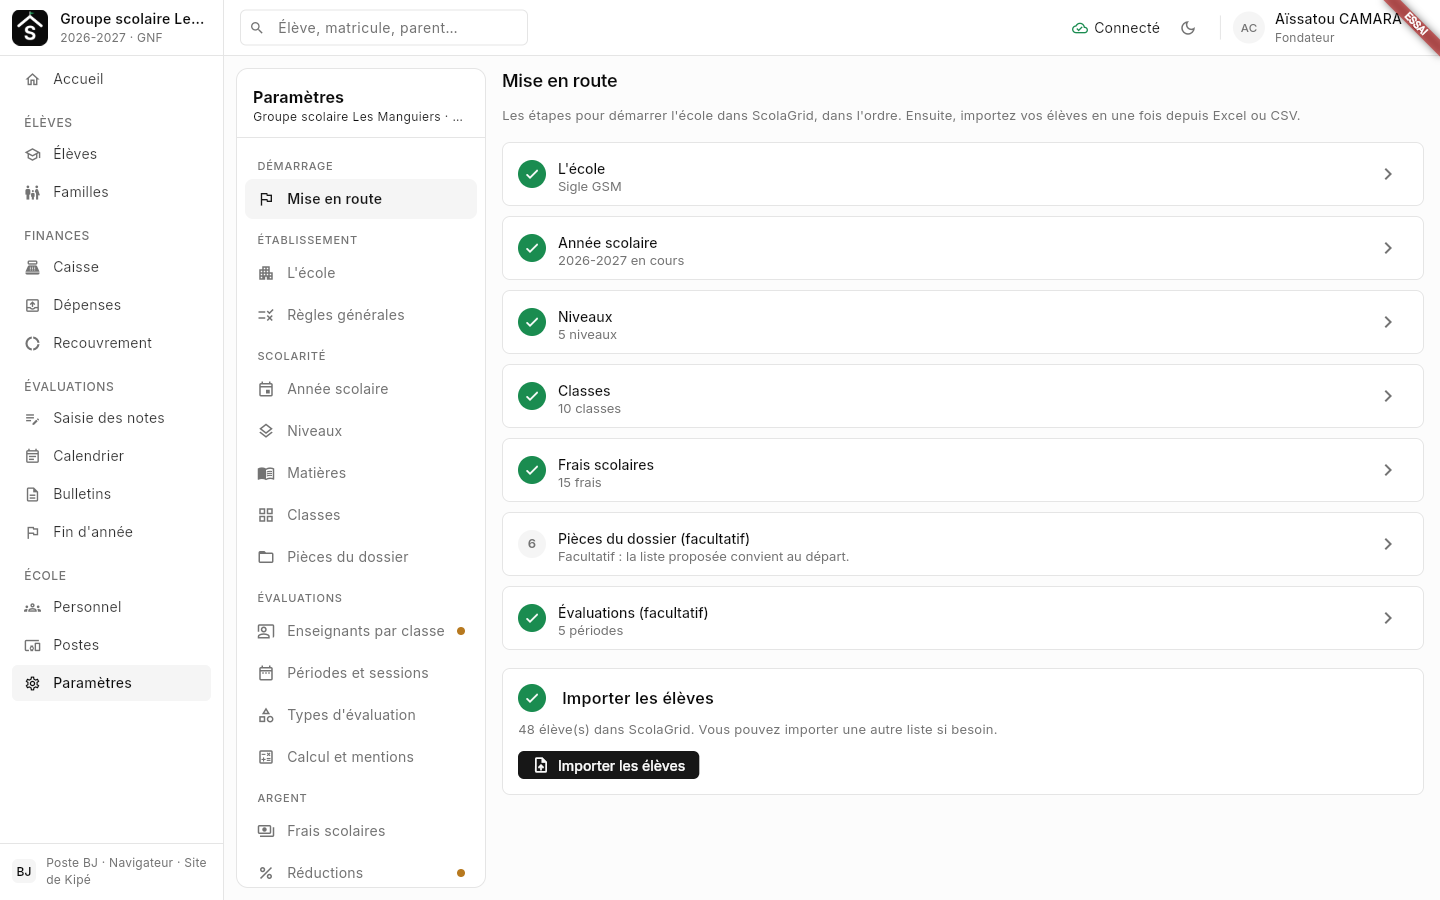 Groupe scolaire Le...
2026-2027 · GNF
Élève, matricule, parent...
Connecté
AC
Aïssatou CAMARA
Fondateur
ESSAI
Accueil
ÉLÈVES
Élèves
Familles
FINANCES
Caisse
Dépenses
Recouvrement
ÉVALUATIONS
Saisie des notes
Calendrier
Bulletins
Fin d'année
ÉCOLE
Personnel
Postes
Paramètres
BJ
Poste BJ · Navigateur · Site
de Kipé
Paramètres
Groupe scolaire Les Manguiers · ...
DÉMARRAGE
Mise en route
ÉTABLISSEMENT
L'école
Règles générales
SCOLARITÉ
Année scolaire
Niveaux
Matières
Classes
Pièces du dossier
ÉVALUATIONS
Enseignants par classe
Périodes et sessions
Types d'évaluation
Calcul et mentions
ARGENT
Frais scolaires
Réductions
Mise en route
Les étapes pour démarrer l'école dans ScolaGrid, dans l'ordre. Ensuite, importez vos élèves en une fois depuis Excel ou CSV.
L'école
Sigle GSM
Année scolaire
2026-2027 en cours
Niveaux
5 niveaux
Classes
10 classes
Frais scolaires
15 frais
6
Pièces du dossier (facultatif)
Facultatif : la liste proposée convient au départ.
Évaluations (facultatif)
5 périodes
Importer les élèves
48 élève(s) dans ScolaGrid. Vous pouvez importer une autre liste si besoin.
Importer les élèves